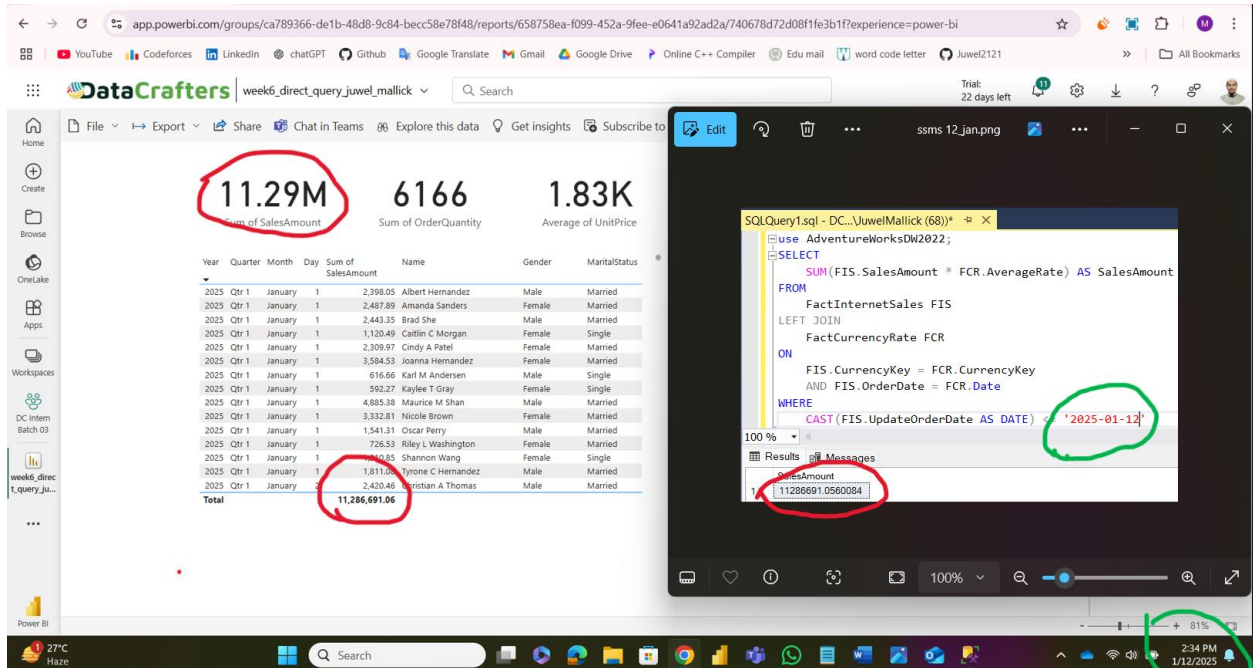 app.powerbi.com/groups/ca789366-de1b-48d8-9c84-becc58e78f48/reports/658758ea-f099-452a-9fee-e0641a92ad2a/740678d72d08f1fe3b1f?experience=power-bi
M
YouTube Codeforces LinkedIn chatGPT Github Google Translate Gmail Google Drive Online C++ Compiler Edu mail word code letter Juwel2121 » All Bookmarks
DataCrafters week6_direct_query_juwel_mallick Search Trial: 11
22 days left
File Export Share Chat in Teams Explore this data Get insights Subscribe to
Home
Create
Browse
OneLake
Apps
Workspaces
DC Intern
Batch 03
week6_direc
t_query_ju...
Power BI
11.29M 6166 1.83K
Sum of SalesAmount Sum of OrderQuantity Average of UnitPrice
Year Quarter Month Day Sum of SalesAmount Name Gender MaritalStatus
2025 Qtr 1 January 1 2,398.05 Albert Hernandez Male Married
2025 Qtr 1 January 1 2,487.89 Amanda Sanders Female Married
2025 Qtr 1 January 1 2,443.35 Brad She Male Married
2025 Qtr 1 January 1 1,120.49 Caitlin C Morgan Female Single
2025 Qtr 1 January 1 2,309.97 Cindy A Patel Female Married
2025 Qtr 1 January 1 3,584.53 Joanna Hernandez Female Married
2025 Qtr 1 January 1 616.66 Karl M Andersen Male Single
2025 Qtr 1 January 1 592.27 Kaylee T Gray Female Single
2025 Qtr 1 January 1 4,885.38 Maurice M Shan Male Married
2025 Qtr 1 January 1 3,332.81 Nicole Brown Female Married
2025 Qtr 1 January 1 1,541.31 Oscar Perry Male Married
2025 Qtr 1 January 1 726.53 Riley L Washington Female Married
2025 Qtr 1 January 1 Shannon Wang Female Single
2025 Qtr 1 January 1 Tyrone C Hernandez Male Married
2025 Qtr 1 January 2,420.46 Christian A Thomas Male Married
Total 11,286,691.06
Edit ssms 12_jan.png
SQLQuery1.sql - DC...\JuwelMallick (68))*
use AdventureWorksDW2022;
SELECT
SUM(FIS.SalesAmount * FCR.AverageRate) AS SalesAmount
FROM
FactInternetSales FIS
LEFT JOIN
FactCurrencyRate FCR
ON
FIS.CurrencyKey = FCR.CurrencyKey
AND FIS.OrderDate = FCR.Date
WHERE
CAST(FIS.UpdateOrderDate AS DATE) '2025-01-12'
100 %
Results Messages
SalesAmount
1 11286691.0560084
100%
81%
27°C
Haze
1
Search
2:34 PM
1/12/2025